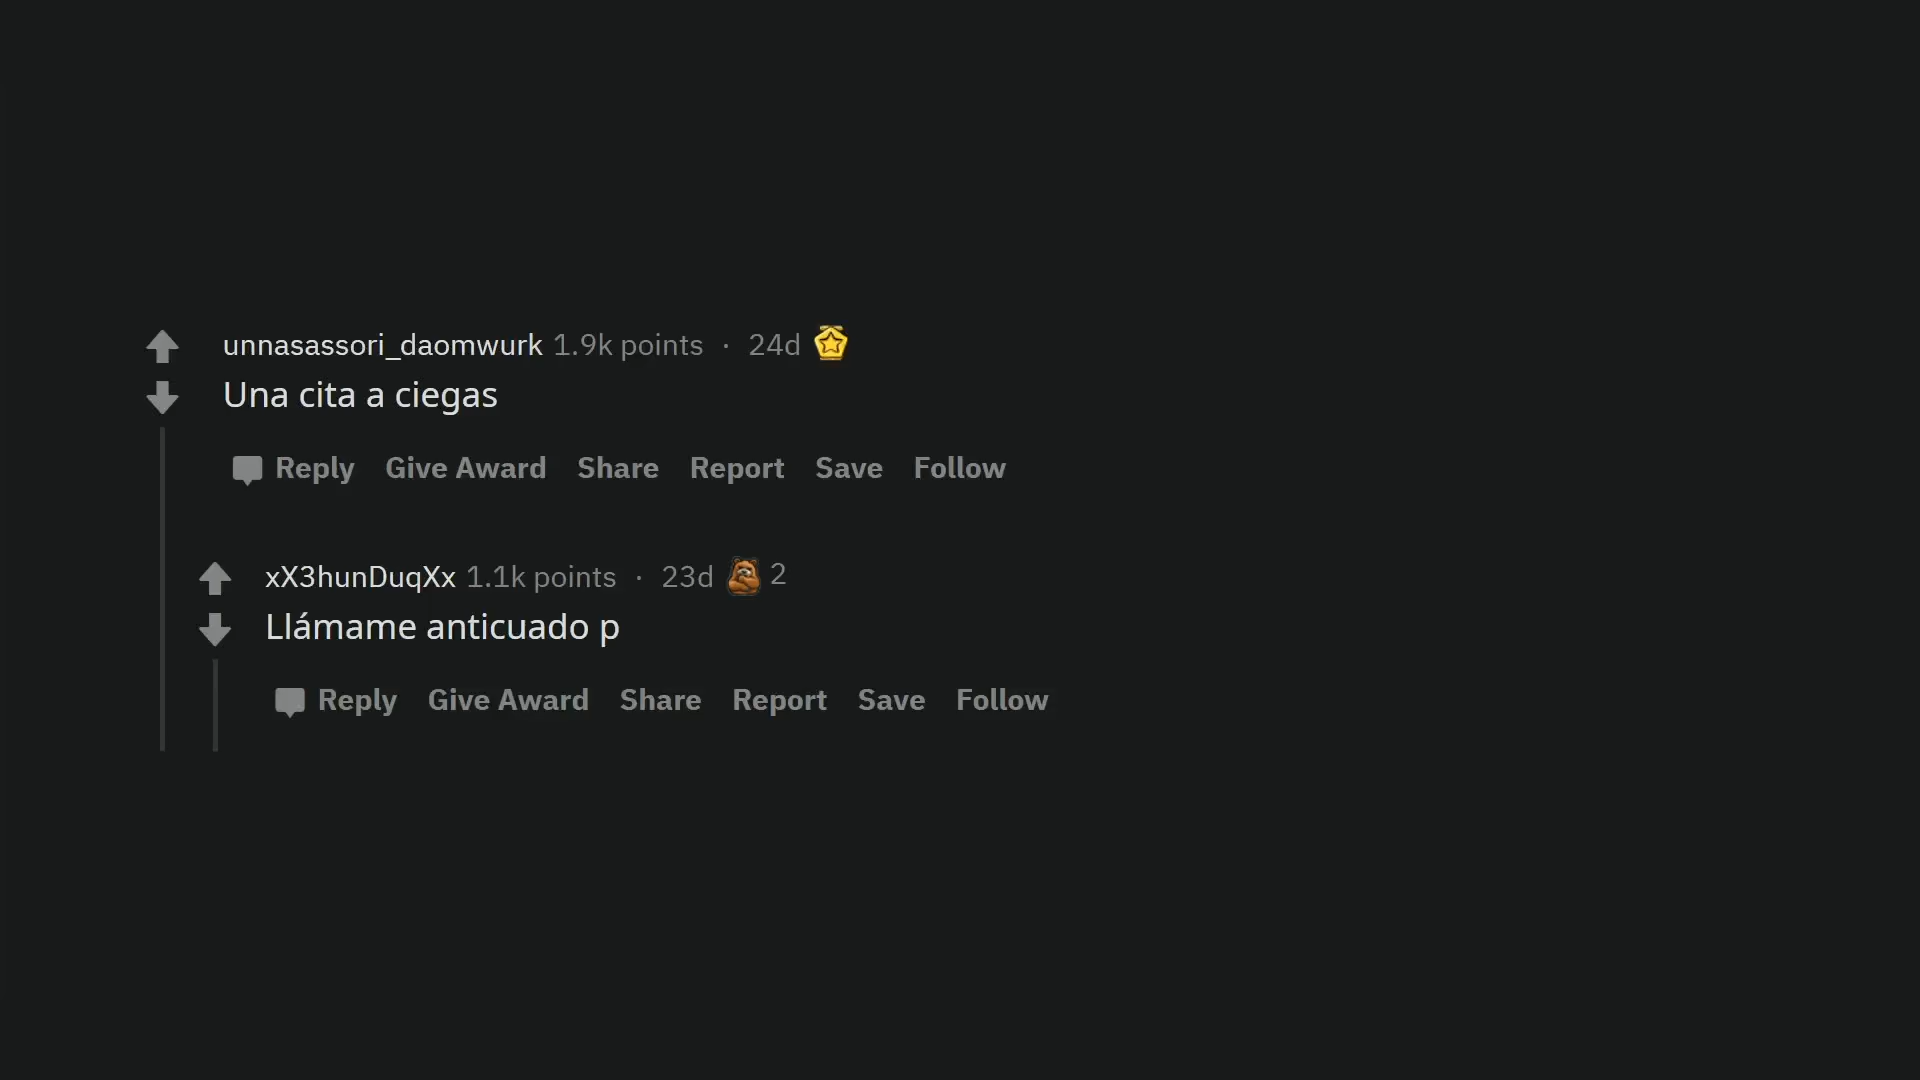 unnasassori_daomwurk 1.9k points · 24d
Una cita a ciegas
Reply Give Award Share Report Save Follow
xX3hunDuqXx 1.1k points · 23d 2
Llámame anticuado p
Reply Give Award Share Report Save Follow